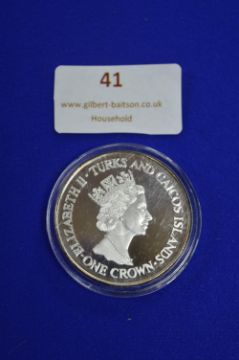 41
www.gilbert-baitson.co.uk
Household
ELIZABETH II · TURKS AND CAICOS ISLANDS · ONE CROWN ·